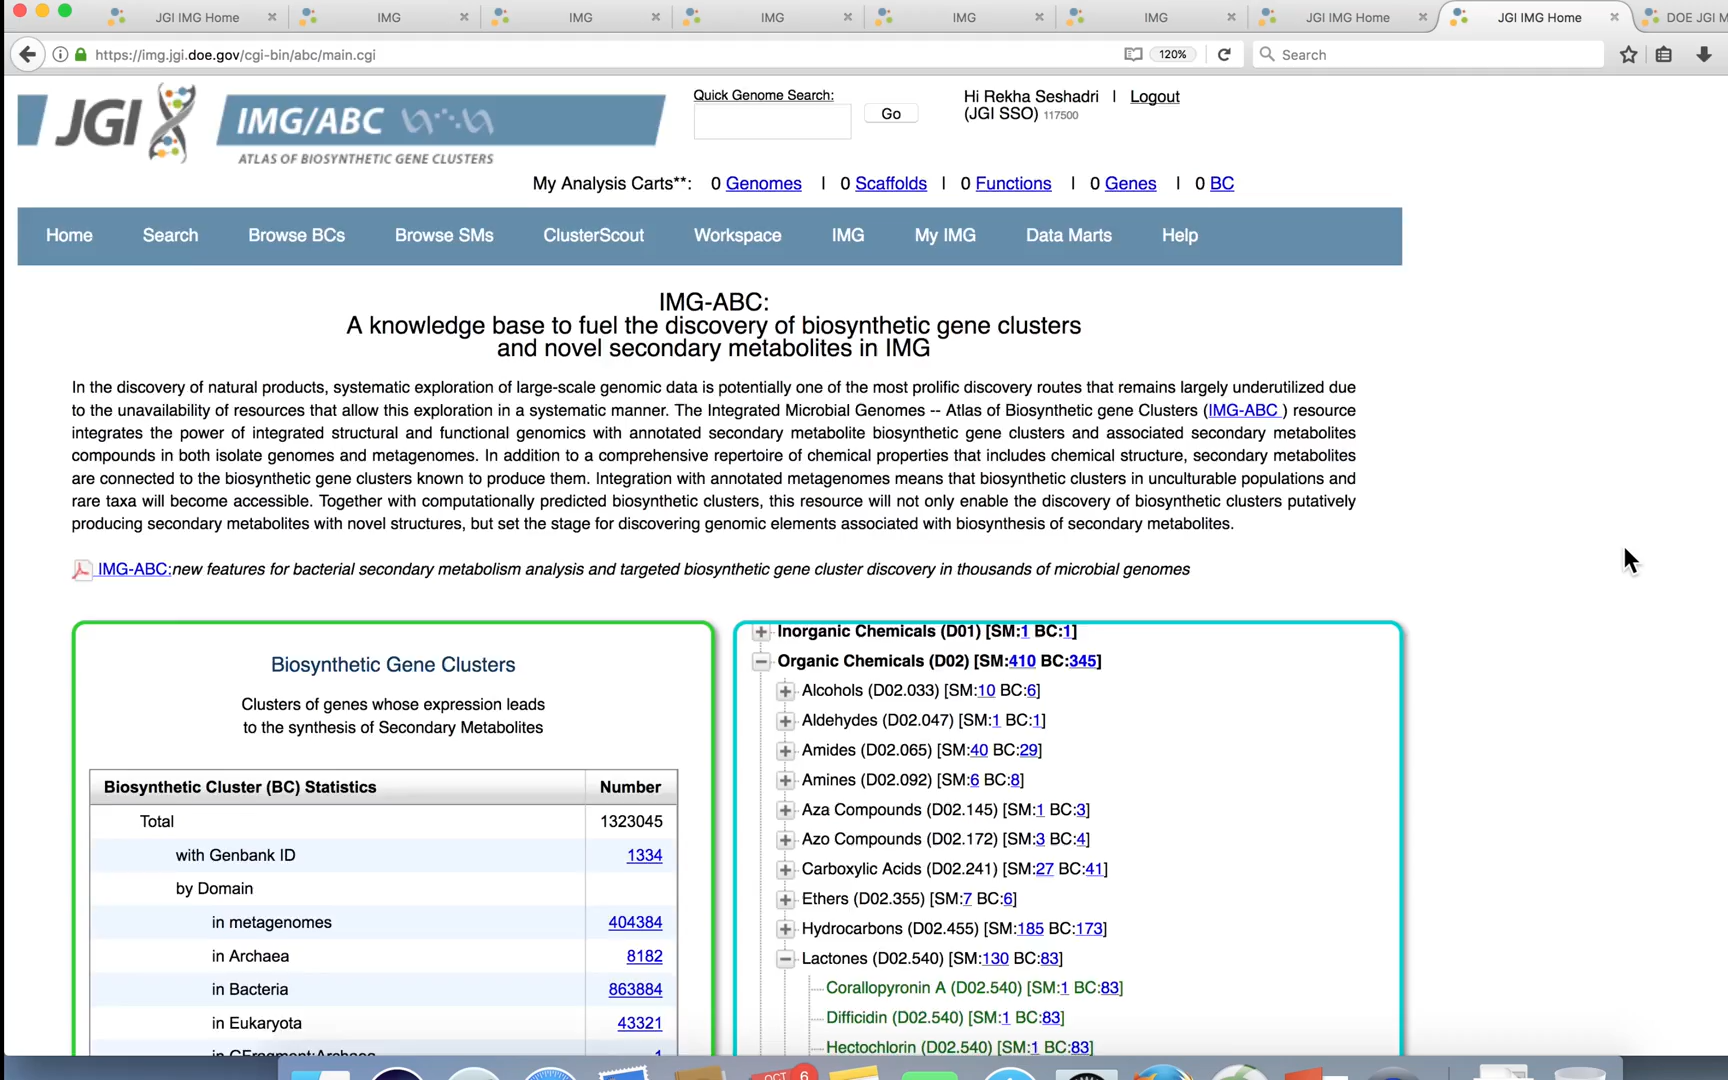 JGI IMG Home
IMG
IMG
IMG
IMG
IMG
JGI IMG Home
JGI IMG Home
DOE JGI M
https://img.jgi.doe.gov/cgi-bin/abc/main.cgi
120%
Search
JGI
IMG/ABC
ATLAS OF BIOSYNTHETIC GENE CLUSTERS
Quick Genome Search:
Go
Hi Rekha Seshadri | Logout
(JGI SSO) 117500
My Analysis Carts**: 0 Genomes | 0 Scaffolds | 0 Functions | 0 Genes | 0 BC
Home Search Browse BCs Browse SMs ClusterScout Workspace IMG My IMG Data Marts Help
IMG-ABC:
A knowledge base to fuel the discovery of biosynthetic gene clusters
and novel secondary metabolites in IMG
In the discovery of natural products, systematic exploration of large-scale genomic data is potentially one of the most prolific discovery routes that remains largely underutilized due
to the unavailability of resources that allow this exploration in a systematic manner. The Integrated Microbial Genomes -- Atlas of Biosynthetic gene Clusters (IMG-ABC ) resource
integrates the power of integrated structural and functional genomics with annotated secondary metabolite biosynthetic gene clusters and associated secondary metabolites
compounds in both isolate genomes and metagenomes. In addition to a comprehensive repertoire of chemical properties that includes chemical structure, secondary metabolites
are connected to the biosynthetic gene clusters known to produce them. Integration with annotated metagenomes means that biosynthetic clusters in unculturable populations and
rare taxa will become accessible. Together with computationally predicted biosynthetic clusters, this resource will not only enable the discovery of biosynthetic clusters putatively
producing secondary metabolites with novel structures, but set the stage for discovering genomic elements associated with biosynthesis of secondary metabolites.
IMG-ABC:new features for bacterial secondary metabolism analysis and targeted biosynthetic gene cluster discovery in thousands of microbial genomes
Biosynthetic Gene Clusters
Clusters of genes whose expression leads
to the synthesis of Secondary Metabolites
Biosynthetic Cluster (BC) Statistics Number
Total 1323045
with Genbank ID 1334
by Domain
in metagenomes 404384
in Archaea 8182
in Bacteria 863884
in Eukaryota 43321
in GFragment:Archaea 1
Inorganic Chemicals (D01) [SM:1 BC:1]
Organic Chemicals (D02) [SM:410 BC:345]
Alcohols (D02.033) [SM:10 BC:6]
Aldehydes (D02.047) [SM:1 BC:1]
Amides (D02.065) [SM:40 BC:29]
Amines (D02.092) [SM:6 BC:8]
Aza Compounds (D02.145) [SM:1 BC:3]
Azo Compounds (D02.172) [SM:3 BC:4]
Carboxylic Acids (D02.241) [SM:27 BC:41]
Ethers (D02.355) [SM:7 BC:6]
Hydrocarbons (D02.455) [SM:185 BC:173]
Lactones (D02.540) [SM:130 BC:83]
Corallopyronin A (D02.540) [SM:1 BC:83]
Difficidin (D02.540) [SM:1 BC:83]
Hectochlorin (D02.540) [SM:1 BC:83]
OCT 6